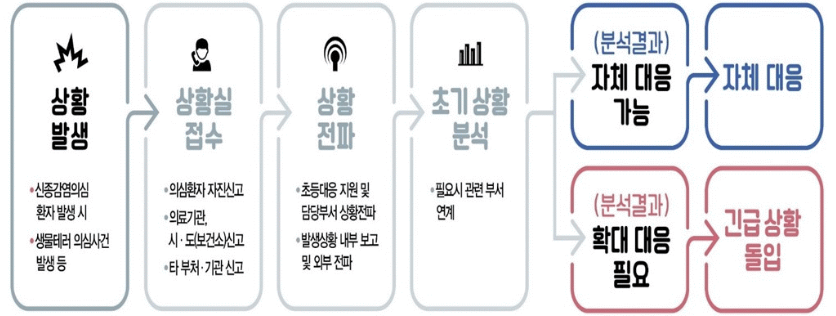 상황
발생
•신종감염의심
환자 발생 시
•생물테러 의심사건
발생 등
상황실
접수
•의심환자 자진신고
•의료기관,
시·도(보건소)신고
•타 부처·기관 신고
상황
전파
•초등대응 지원 및
담당부서 상황전파
•발생상황 내부 보고
및 외부 전파
초기 상황
분석
•필요시 관련 부서
연계
(분석결과)
자체 대응
가능
자체 대응
(분석결과)
확대 대응
필요
긴급 상황
돌입